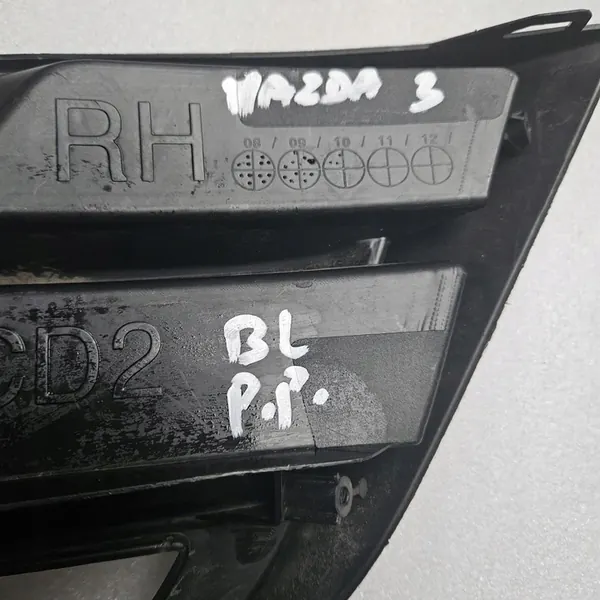 MAZDA 3
RH
08 / 09 / 10 / 11 / 12 /
CD2
BL
P.P.